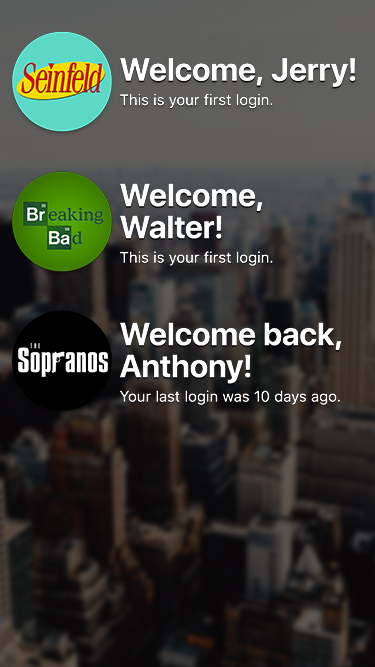 Seinfeld
Welcome, Jerry!
This is your first login.
Breaking
Bad
Welcome,
Walter!
This is your first login.
THE
Sopranos
Welcome back,
Anthony!
Your last login was 10 days ago.